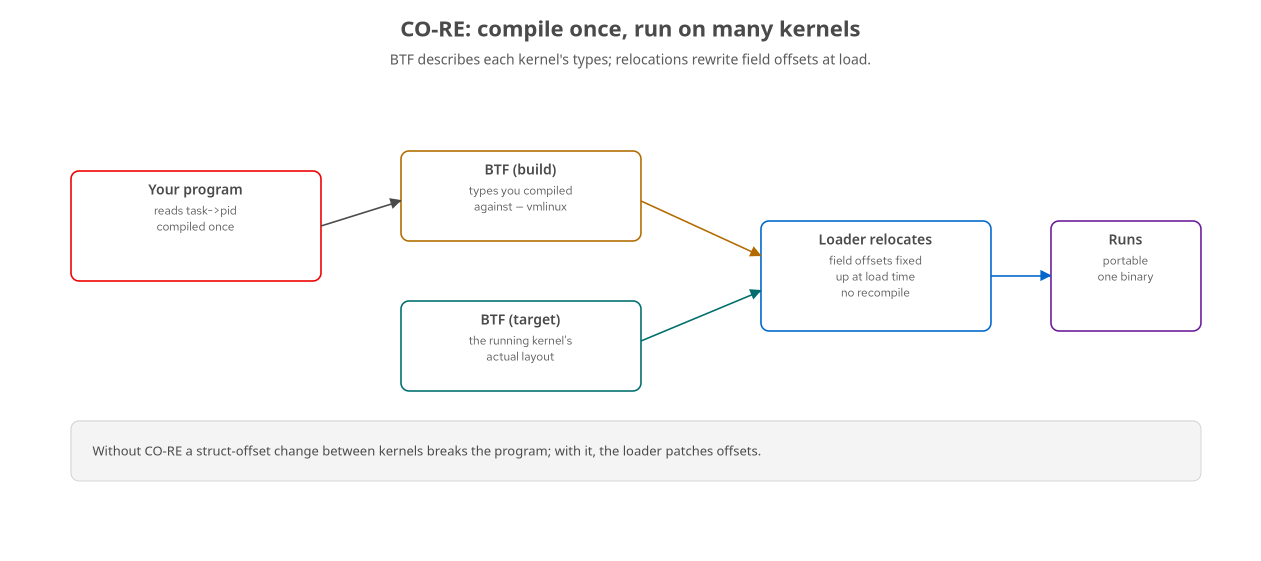 CO-RE: compile once, run on many kernels
BTF describes each kernel's types; relocations rewrite field offsets at load.
Your program
reads task->pid
compiled once
BTF (build)
types you compiled
against — vmlinux
BTF (target)
the running kernel's
actual layout
Loader relocates
field offsets fixed
up at load time
no recompile
Runs
portable
one binary
Without CO-RE a struct-offset change between kernels breaks the program; with it, the loader patches offsets.